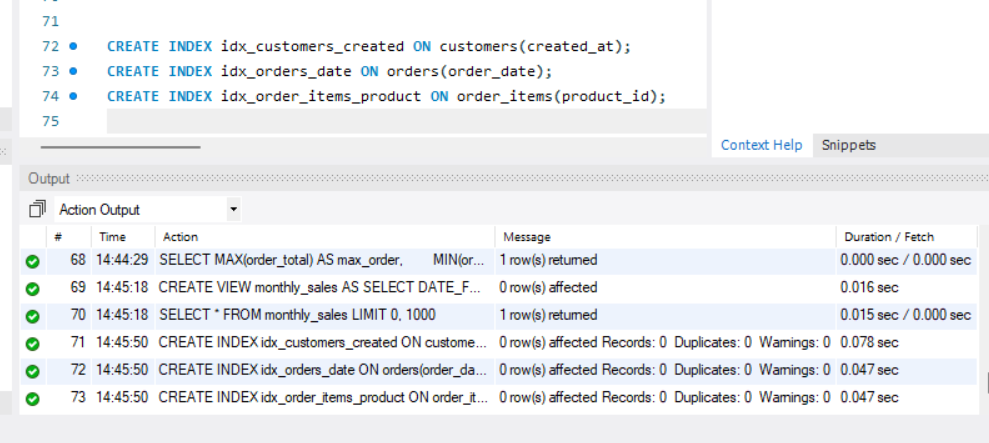 71
72 CREATE INDEX idx_customers_created ON customers(created_at);
73 CREATE INDEX idx_orders_date ON orders(order_date);
74 CREATE INDEX idx_order_items_product ON order_items(product_id);
75
Context Help Snippets
Output
Action Output
# Time Action Message Duration / Fetch
68 14:44:29 SELECT MAX(order_total) AS max_order, MIN(or... 1 row(s) returned 0.000 sec / 0.000 sec
69 14:45:18 CREATE VIEW monthly_sales AS SELECT DATE_F... 0 row(s) affected 0.016 sec
70 14:45:18 SELECT * FROM monthly_sales LIMIT 0, 1000 1 row(s) returned 0.015 sec / 0.000 sec
71 14:45:50 CREATE INDEX idx_customers_created ON custome... 0 row(s) affected Records: 0 Duplicates: 0 Warnings: 0 0.078 sec
72 14:45:50 CREATE INDEX idx_orders_date ON orders(order_da... 0 row(s) affected Records: 0 Duplicates: 0 Warnings: 0 0.047 sec
73 14:45:50 CREATE INDEX idx_order_items_product ON order_it... 0 row(s) affected Records: 0 Duplicates: 0 Warnings: 0 0.047 sec